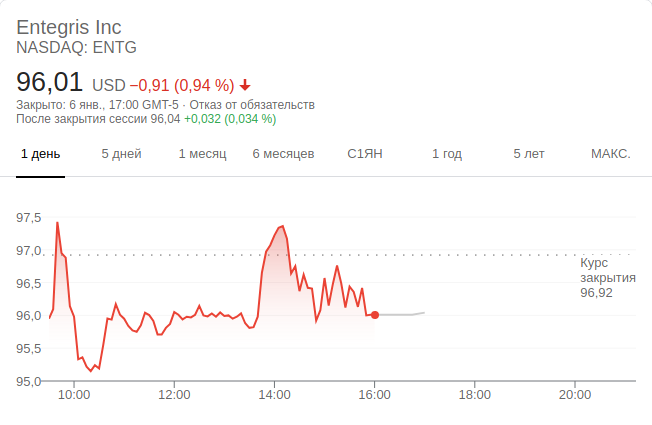 Entegris Inc
NASDAQ: ENTG
96,01 USD −0,91 (0,94 %)
Закрыто: 6 янв., 17:00 GMT-5 · Отказ от обязательств
После закрытия сессии 96,04 +0,032 (0,034 %)
1 день 5 дней 1 месяц 6 месяцев С1ЯН 1 год 5 лет МАКС.
97,5
97,0
Курс
закрытия
96,92
96,5
96,0
95,5
95,0
10:00 12:00 14:00 16:00 18:00 20:00